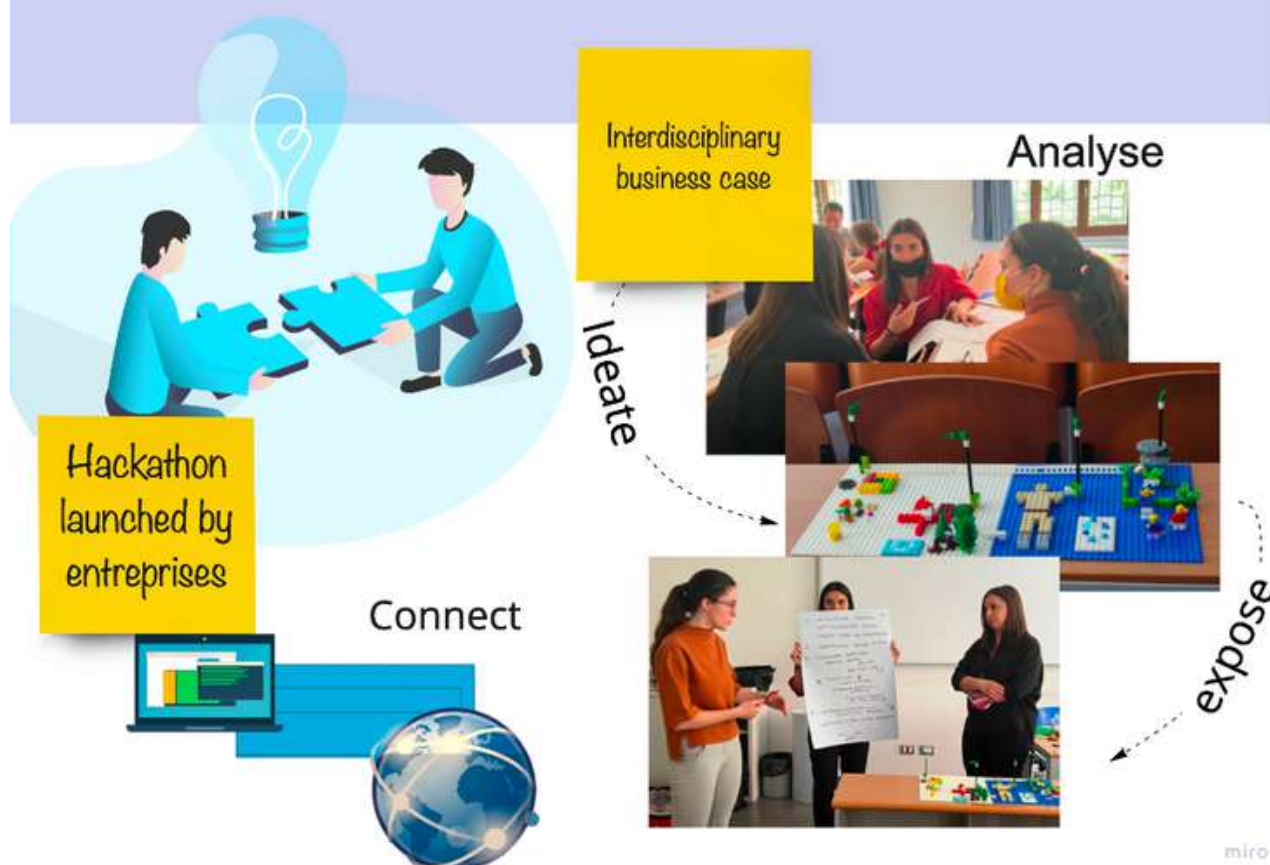 Interdisciplinary
business case
Analyse
Ideate
Hackathon
launched by
entreprises
Connect
expose
miro